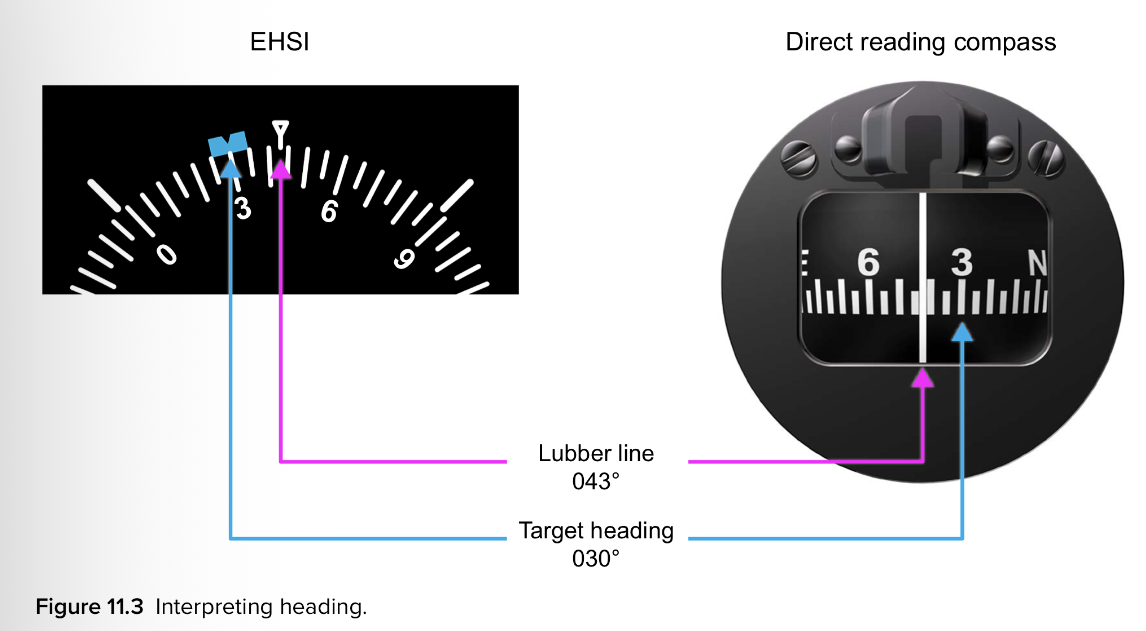 EHSI
Direct reading compass
0 3 6 9
E 6 3 N
Lubber line
043°
Target heading
030°
Figure 11.3 Interpreting heading.